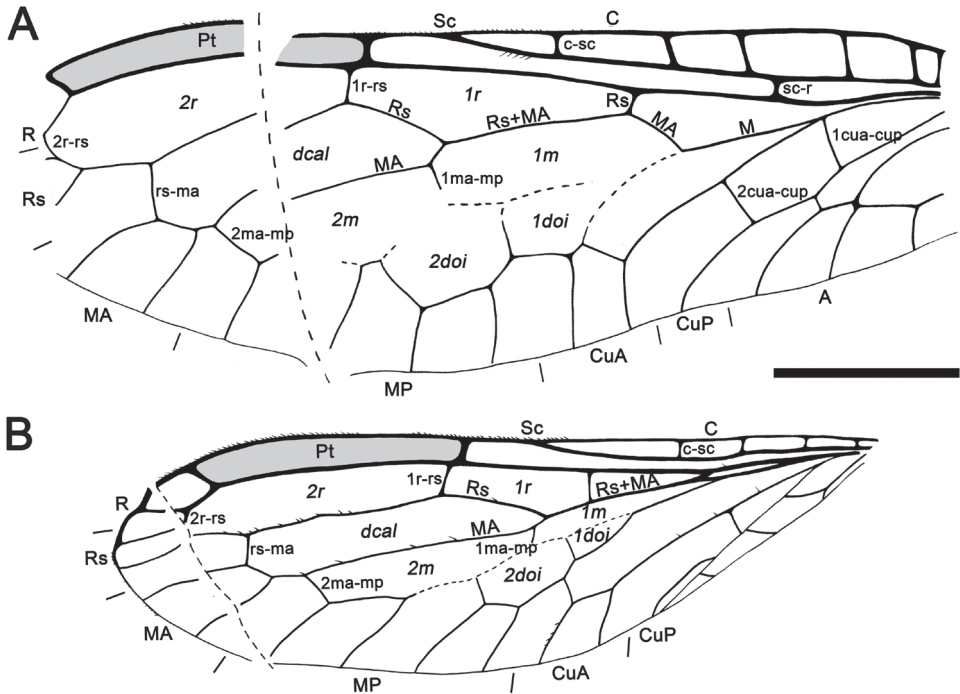 A
Sc
C
Pt
c-sc
1r-rs
1r
Rs
sc-r
2r
Rs
Rs+MA
MA
M
R
2r-rs
dcal
MA
1m
1cua-cup
1ma-mp
Rs
rs-ma
2cua-cup
2ma-mp
2m
1doi
2doi
A
MA
CuP
CuA
MP
B
Sc
C
Pt
c-sc
1r-rs
2r
Rs
1r
Rs+MA
R
2r-rs
1m
dcal
MA
1doi
Rs
rs-ma
1ma-mp
2m
2doi
2ma-mp
MA
CuP
CuA
MP